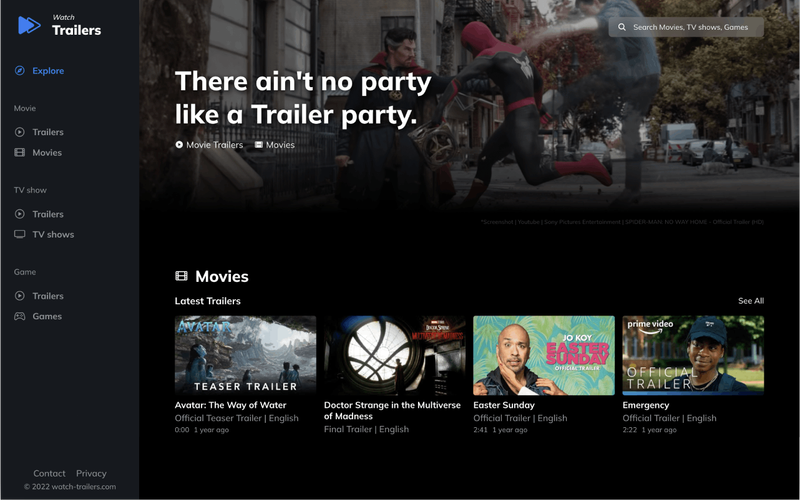 Watch
Trailers
Explore
Movie
Trailers
Movies
TV show
Trailers
TV shows
Game
Trailers
Games
Contact Privacy
© 2022 watch-trailers.com
Search Movies, TV shows, Games
There ain't no party
like a Trailer party.
Movie Trailers Movies
*Screenshot | Youtube | Sony Pictures Entertainment | SPIDER-MAN: NO WAY HOME - Official Trailer (HD)
Movies
Latest Trailers See All
AVATAR
TEASER TRAILER
Avatar: The Way of Water
Official Teaser Trailer | English
0:00 1 year ago
DOCTOR STRANGE
MULTIVERSE OF MADNESS
Doctor Strange in the Multiverse
of Madness
Final Trailer | English
JO KOY
EASTER
SUNDAY
OFFICIAL TRAILER
Easter Sunday
Official Trailer | English
2:41 1 year ago
prime video
OFFICIAL
TRAILER
Emergency
Official Trailer | English
2:22 1 year ago